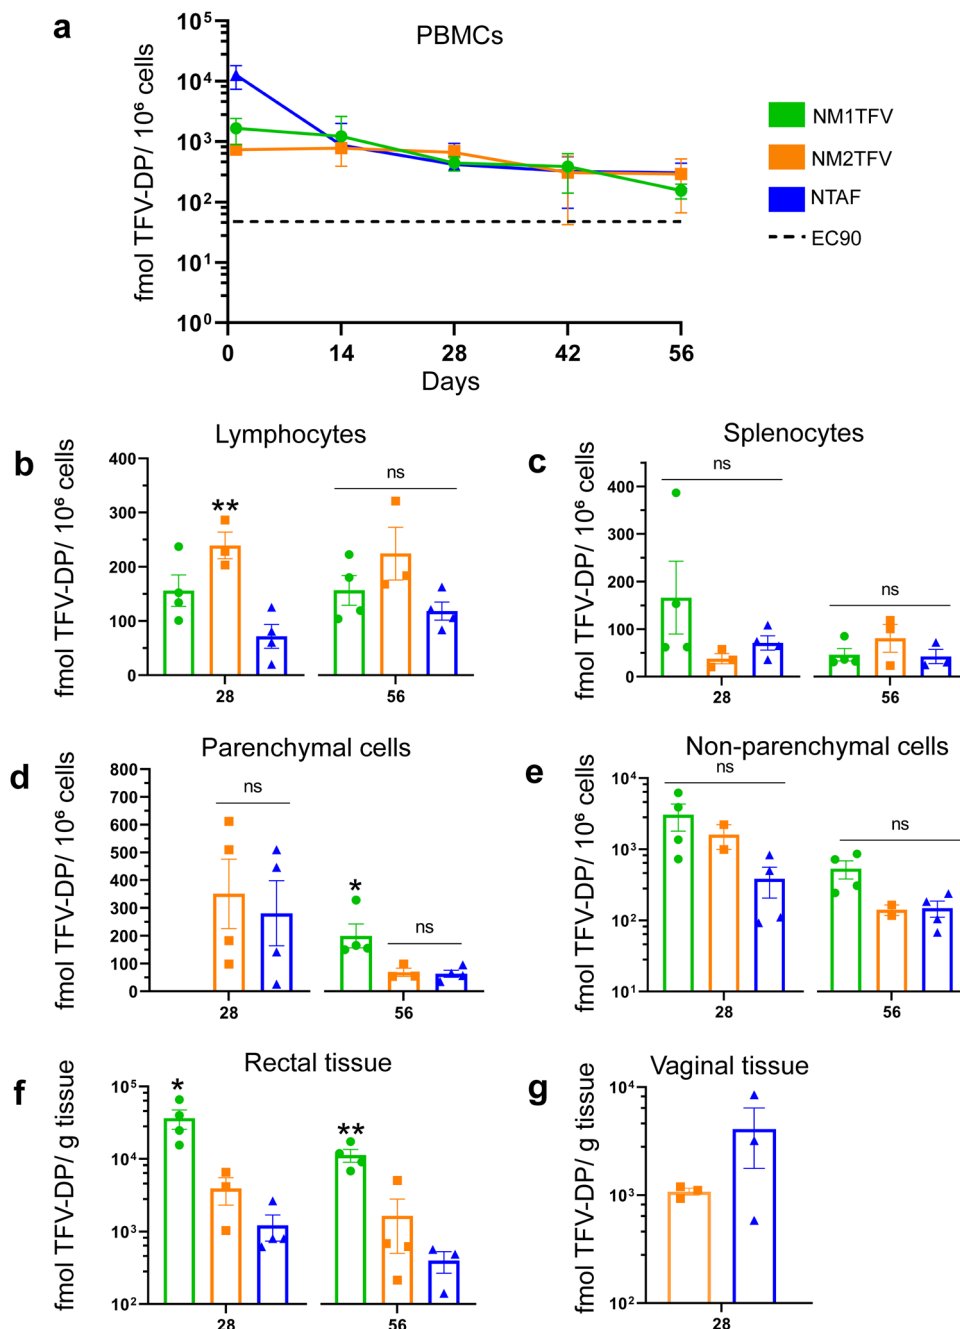 a
PBMCs
fmol TFV-DP/ 10⁶ cells
10⁵
10⁴
10³
10²
10¹
10⁰
0 14 28 42 56
Days
NM1TFV
NM2TFV
NTAF
EC90
b
Lymphocytes
fmol TFV-DP/ 10⁶ cells
400
300
200
100
0
**
ns
28 56
c
Splenocytes
fmol TFV-DP/ 10⁶ cells
400
300
200
100
0
ns
ns
28 56
d
Parenchymal cells
fmol TFV-DP/ 10⁶ cells
800
700
600
500
400
300
200
100
0
ns
*
ns
28 56
e
Non-parenchymal cells
fmol TFV-DP/ 10⁶ cells
10⁴
10³
10²
10¹
ns
ns
28 56
f
Rectal tissue
fmol TFV-DP/ g tissue
10⁵
10⁴
10³
10²
*
**
28 56
g
Vaginal tissue
fmol TFV-DP/ g tissue
10⁴
10³
10²
28